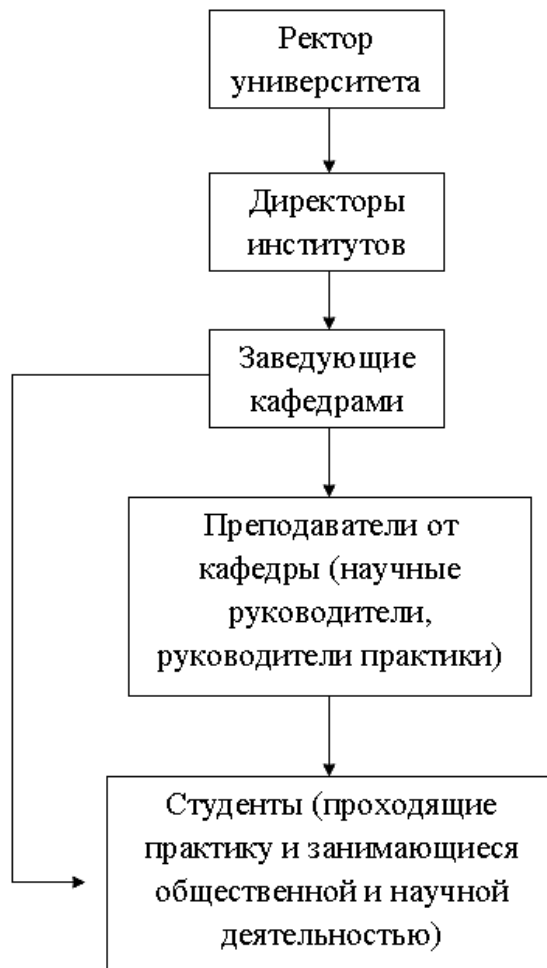 Ректор
университета
Директоры
институтов
Заведующие
кафедрами
Преподаватели от
кафедры (научные
руководители,
руководители практики)
Студенты (проходящие
практику и занимающиеся
общественной и научной
деятельностью)